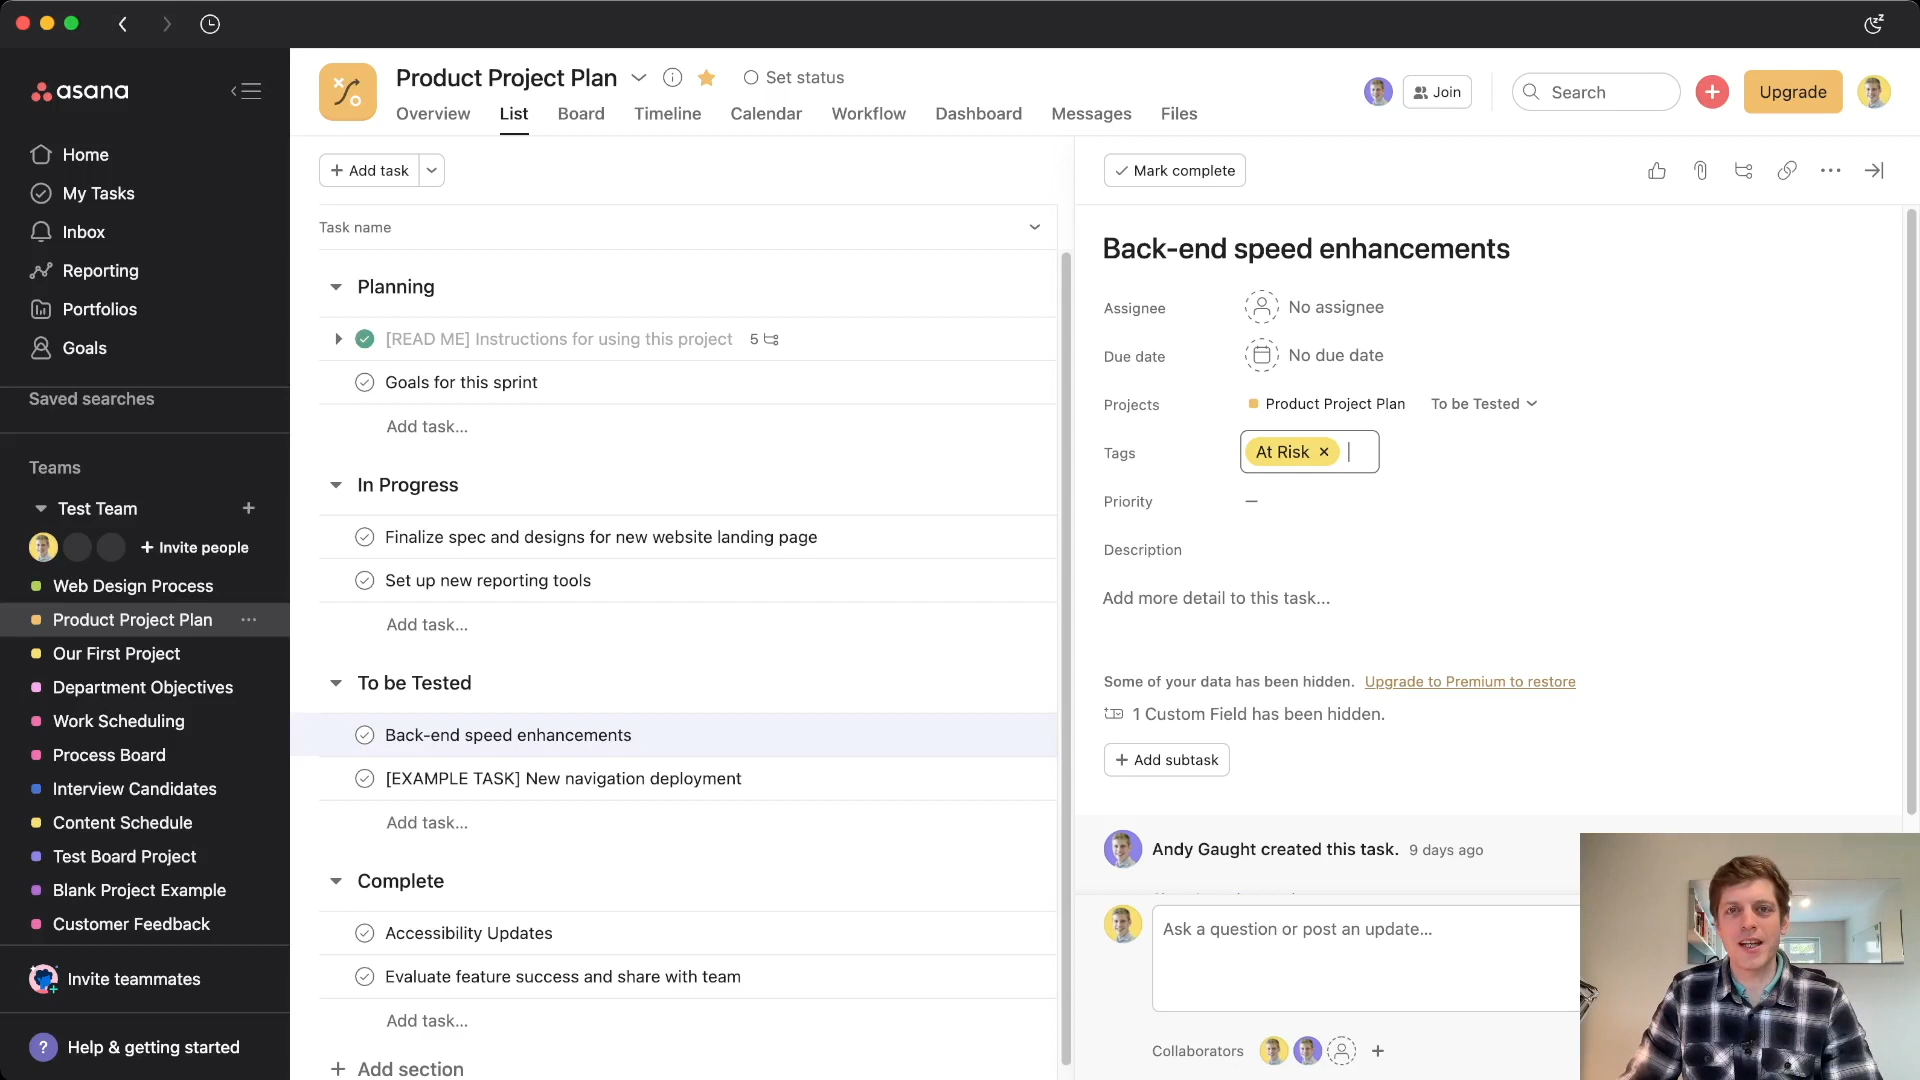 asana
Home
My Tasks
Inbox
Reporting
Portfolios
Goals
Saved searches
Teams
Test Team
+ Invite people
Web Design Process
Product Project Plan
Our First Project
Department Objectives
Work Scheduling
Process Board
Interview Candidates
Content Schedule
Test Board Project
Blank Project Example
Customer Feedback
Invite teammates
? Help & getting started
Product Project Plan
Set status
Overview List Board Timeline Calendar Workflow Dashboard Messages Files
Join
Search
Upgrade
+ Add task
Task name
Planning
[READ ME] Instructions for using this project 5
Goals for this sprint
Add task...
In Progress
Finalize spec and designs for new website landing page
Set up new reporting tools
Add task...
To be Tested
Back-end speed enhancements
[EXAMPLE TASK] New navigation deployment
Add task...
Complete
Accessibility Updates
Evaluate feature success and share with team
Add task...
+ Add section
Mark complete
Back-end speed enhancements
Assignee No assignee
Due date No due date
Projects Product Project Plan To be Tested
Tags At Risk ×
Priority —
Description
Add more detail to this task...
Some of your data has been hidden. Upgrade to Premium to restore
1 Custom Field has been hidden.
+ Add subtask
Andy Gaught created this task. 9 days ago
Ask a question or post an update...
Collaborators